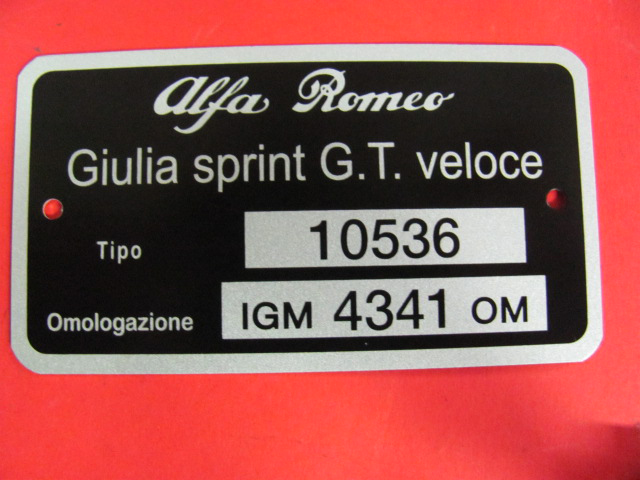 Alfa Romeo
Giulia sprint G.T. veloce
Tipo 10536
Omologazione IGM 4341 OM